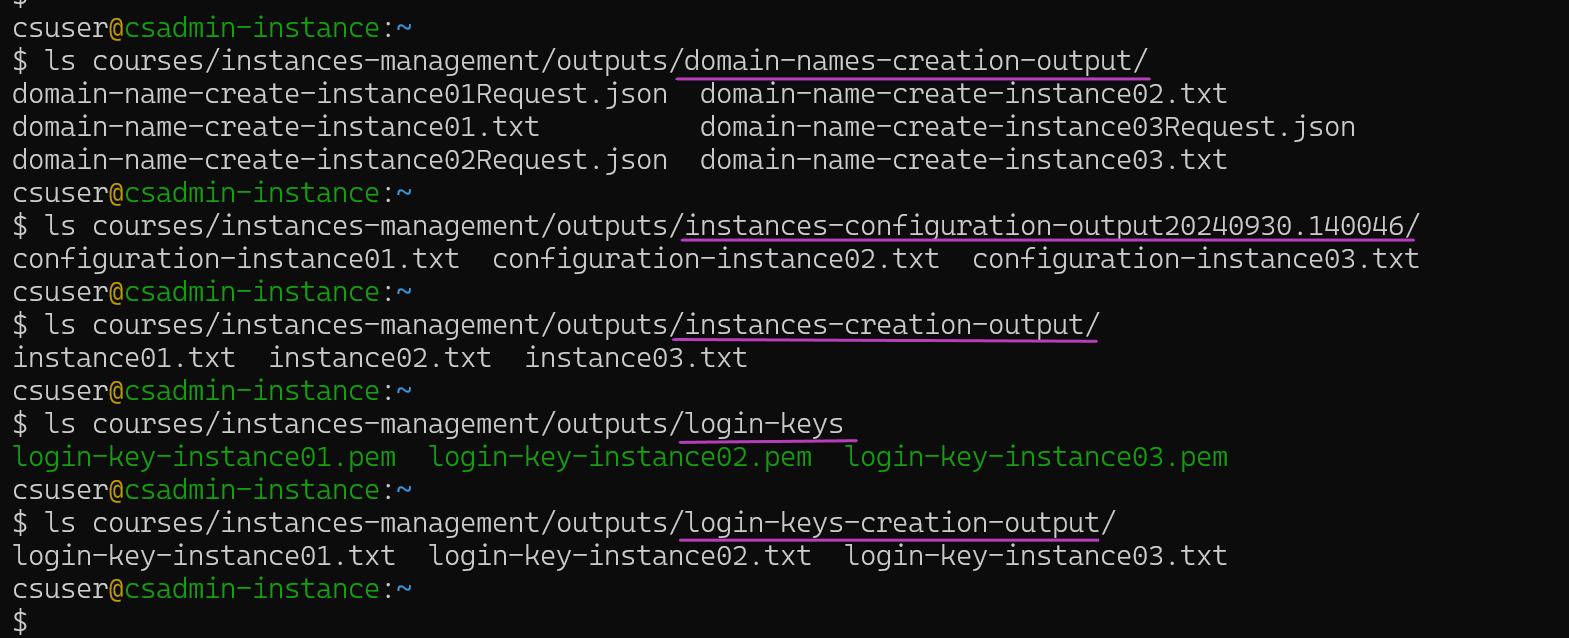 $
csuser@csadmin-instance:~
$ ls courses/instances-management/outputs/domain-names-creation-output/
domain-name-create-instance01Request.json  domain-name-create-instance02.txt
domain-name-create-instance01.txt          domain-name-create-instance03Request.json
domain-name-create-instance02Request.json  domain-name-create-instance03.txt
csuser@csadmin-instance:~
$ ls courses/instances-management/outputs/instances-configuration-output20240930.140046/
configuration-instance01.txt  configuration-instance02.txt  configuration-instance03.txt
csuser@csadmin-instance:~
$ ls courses/instances-management/outputs/instances-creation-output/
instance01.txt  instance02.txt  instance03.txt
csuser@csadmin-instance:~
$ ls courses/instances-management/outputs/login-keys
login-key-instance01.pem  login-key-instance02.pem  login-key-instance03.pem
csuser@csadmin-instance:~
$ ls courses/instances-management/outputs/login-keys-creation-output/
login-key-instance01.txt  login-key-instance02.txt  login-key-instance03.txt
csuser@csadmin-instance:~
$